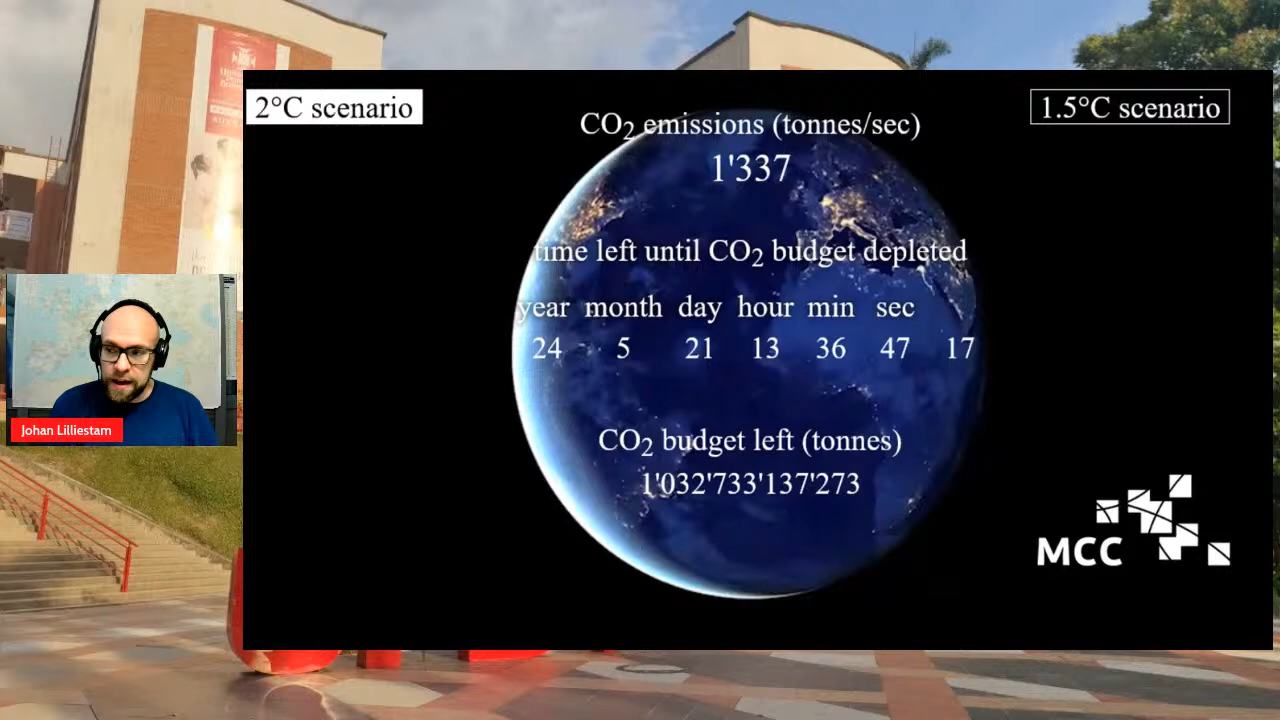 2°C scenario
1.5°C scenario
CO2 emissions (tonnes/sec)
1'337
time left until CO2 budget depleted
year month day hour min sec
24 5 21 13 36 47 17
CO2 budget left (tonnes)
1'032'733'137'273
Johan Lilliestam
MCC